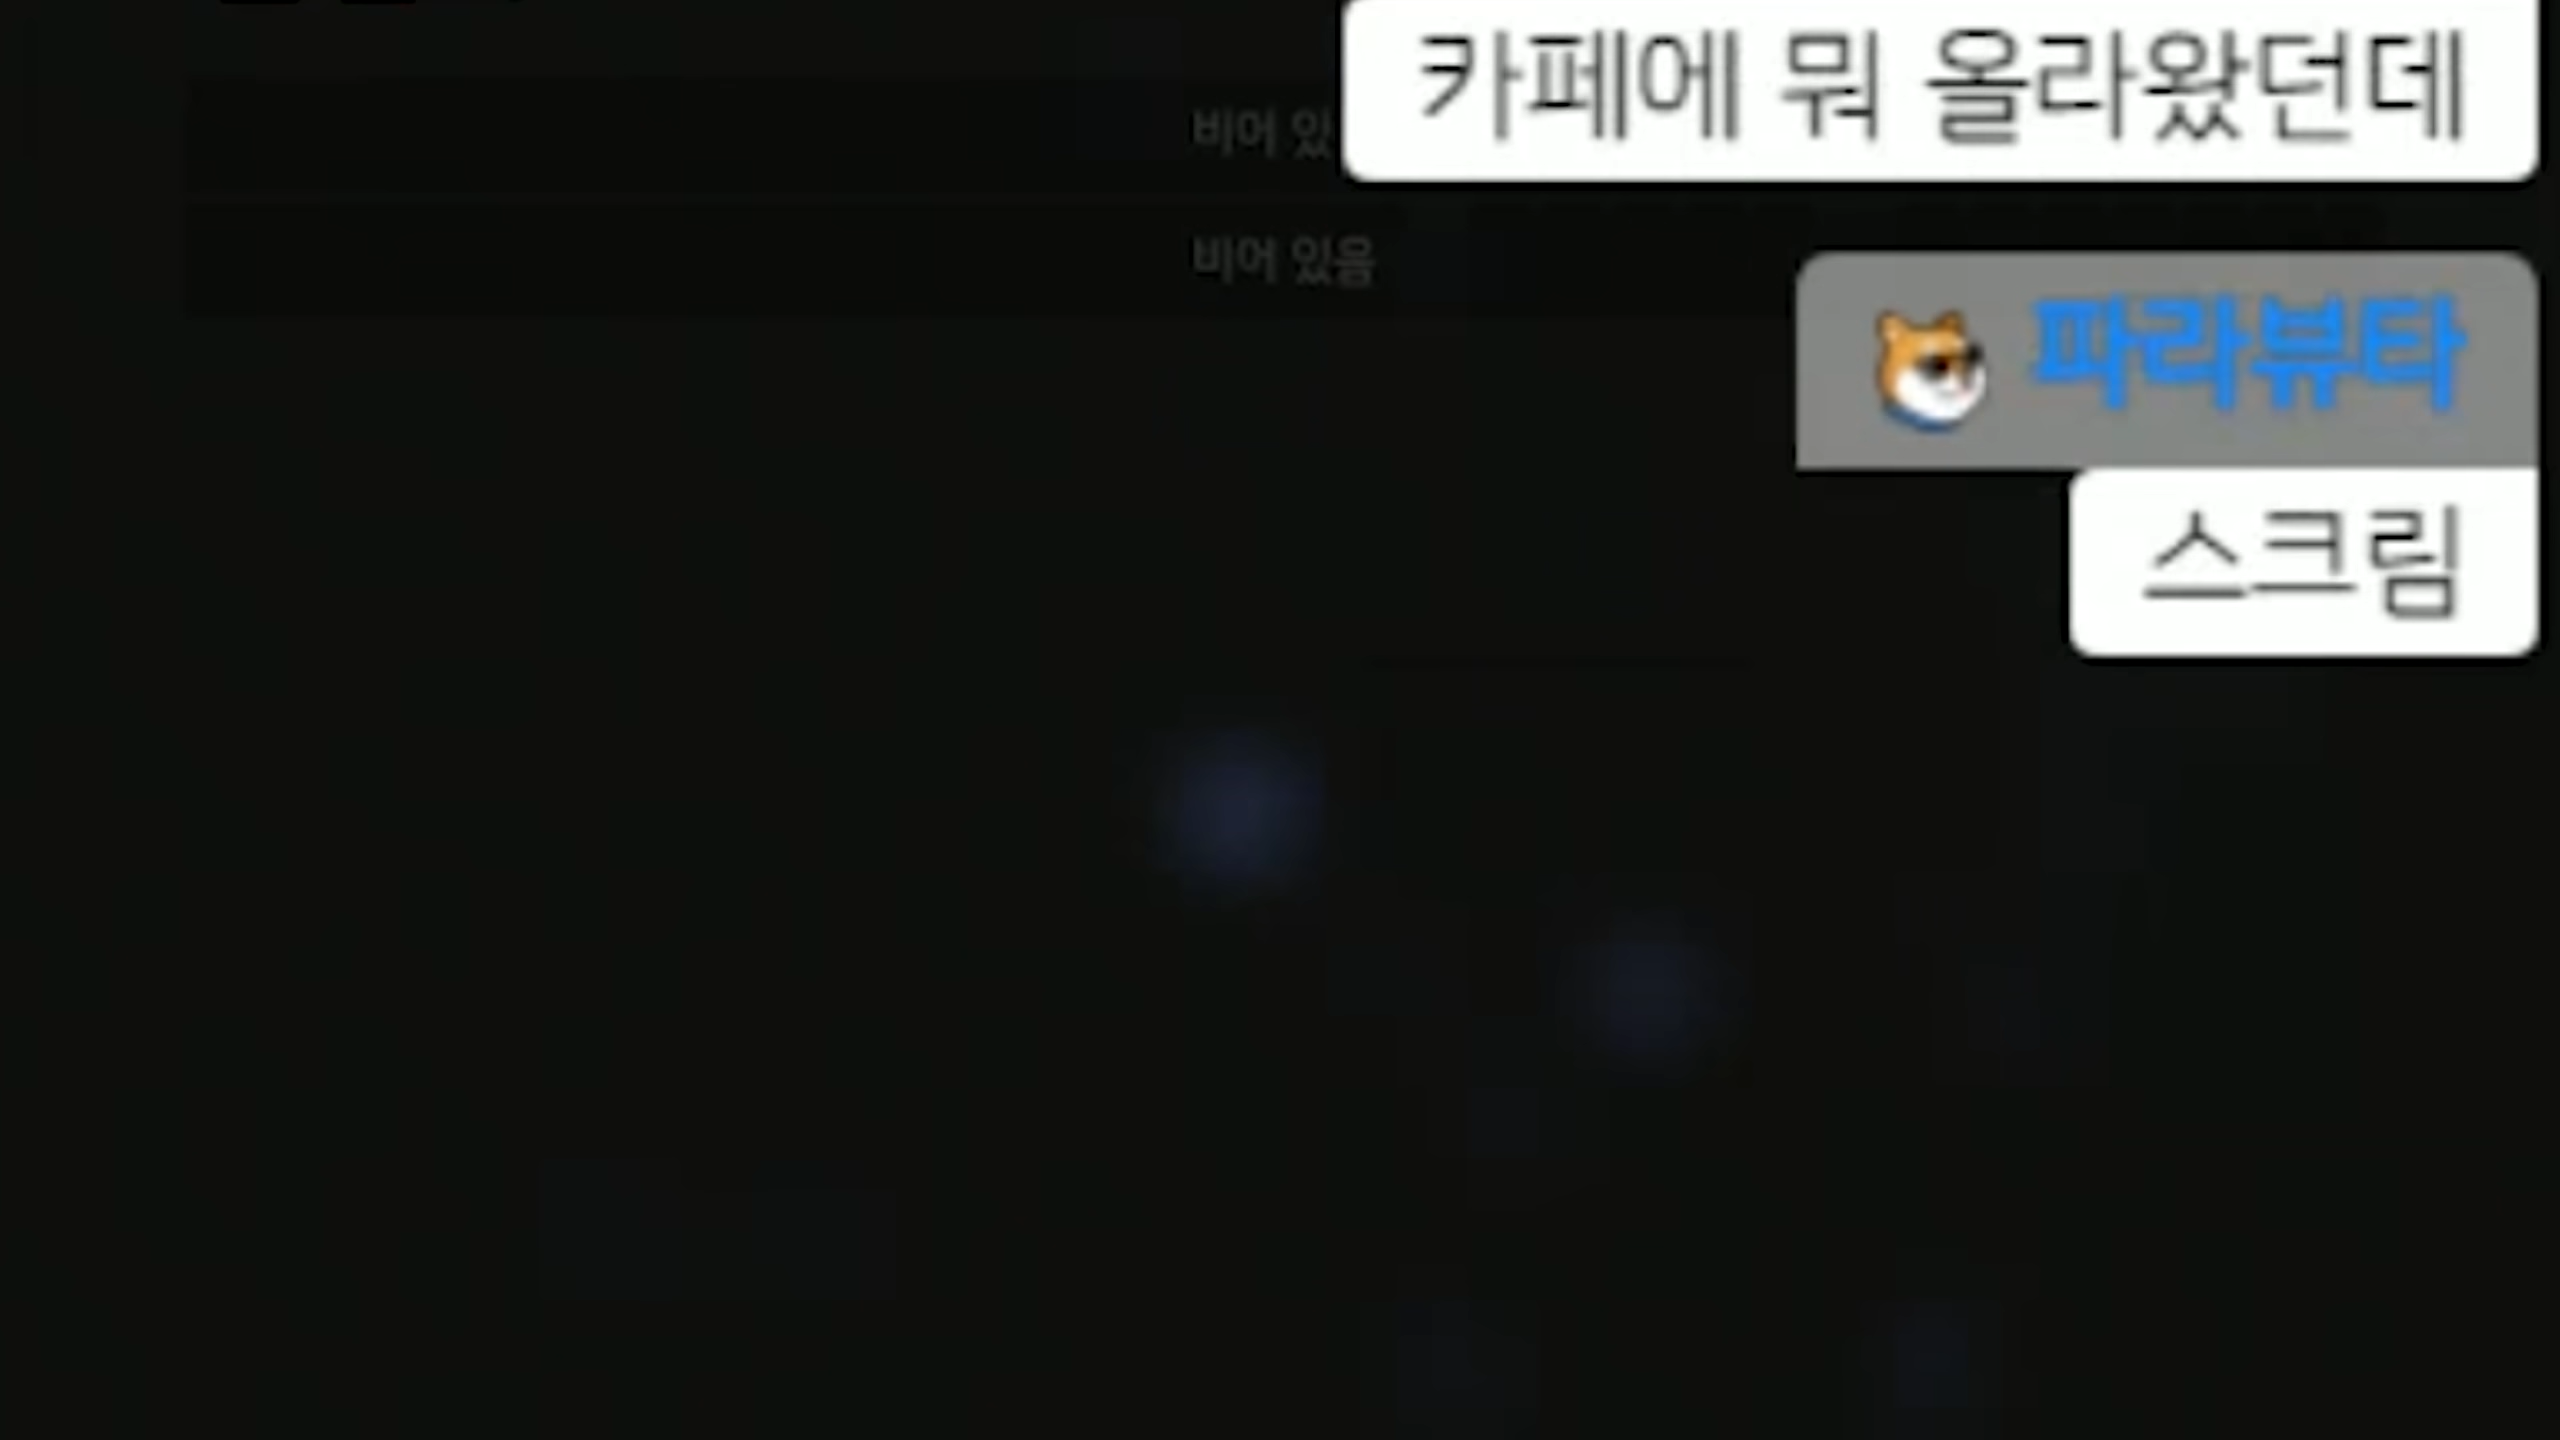 카페에 뭐 올라왔던데
비어 있
비어 있음
파라뷰타
스크림